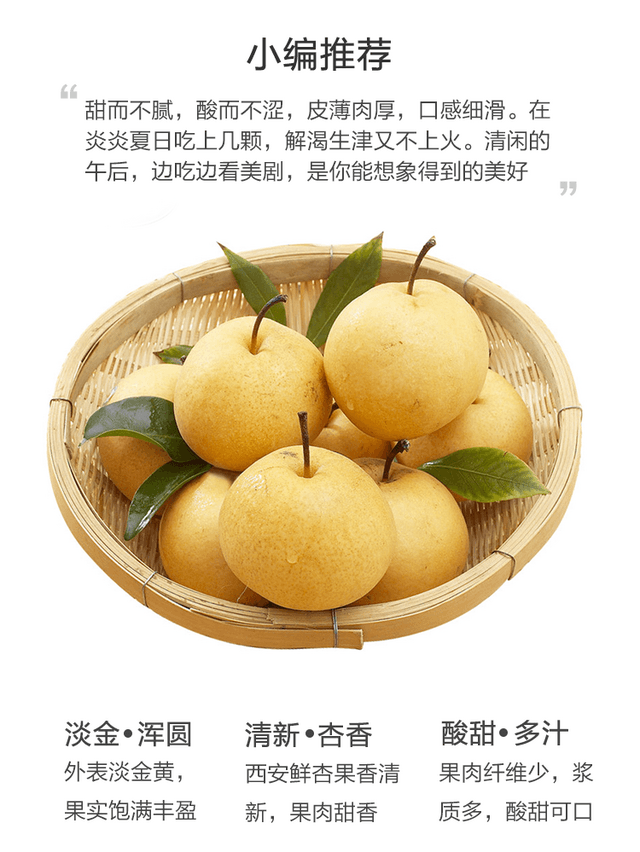 小编推荐
“
甜而不腻，酸而不涩，皮薄肉厚，口感细滑。在
炎炎夏日吃上几颗，解渴生津又不上火。清闲的
午后，边吃边看美剧，是你能想象得到的美好
”
淡金•浑圆
外表淡金黄，
果实饱满丰盈
清新•杏香
西安鲜杏果香清
新，果肉甜香
酸甜•多汁
果肉纤维少，浆
质多，酸甜可口